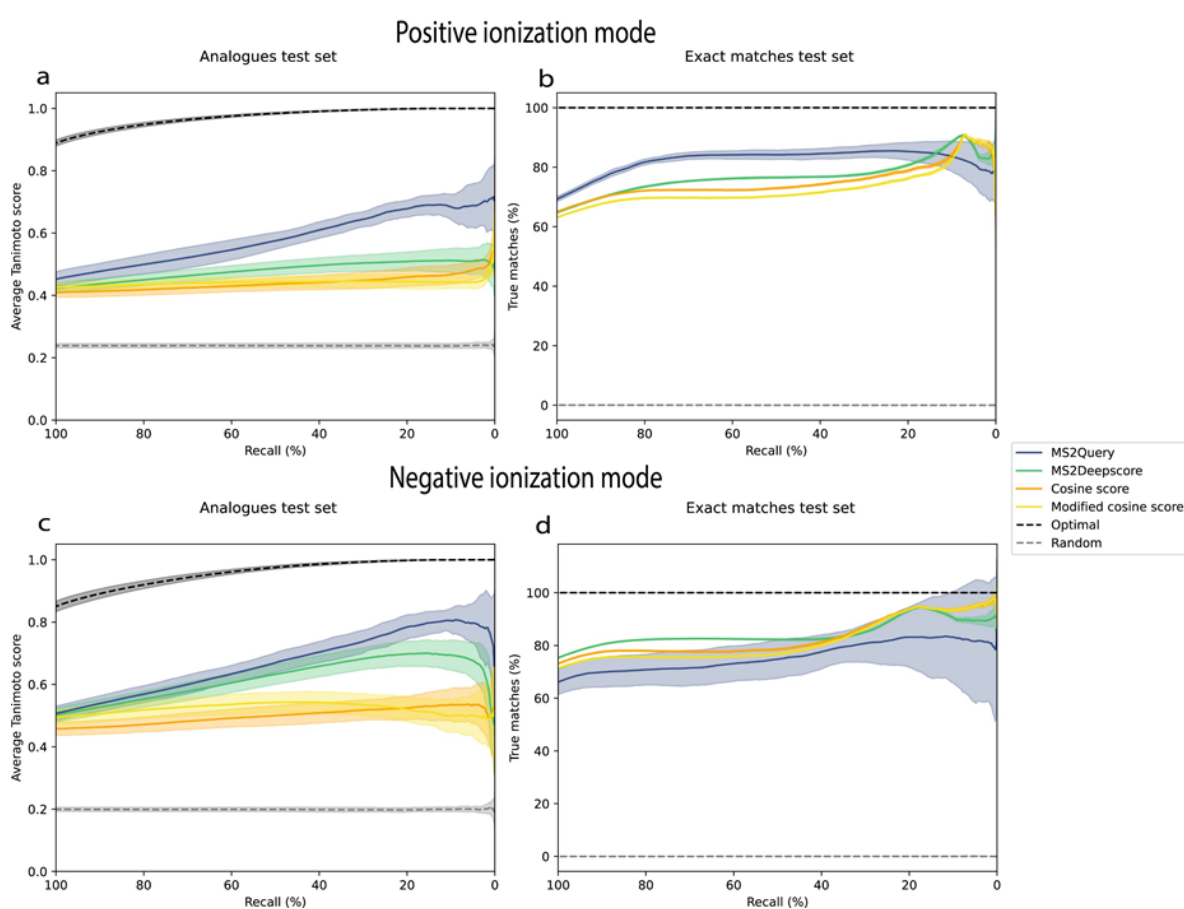 Positive ionization mode
Analogues test set
Exact matches test set
a
b
Average Tanimoto score
1.0
0.8
0.6
0.4
0.2
0.0
100
80
60
40
20
0
Recall (%)
True matches (%)
100
80
60
40
20
0
100
80
60
40
20
0
Recall (%)
MS2Query
MS2Deepscore
Cosine score
Modified cosine score
Optimal
Random
Negative ionization mode
Analogues test set
Exact matches test set
c
d
Average Tanimoto score
1.0
0.8
0.6
0.4
0.2
0.0
100
80
60
40
20
0
Recall (%)
True matches (%)
100
80
60
40
20
0
100
80
60
40
20
0
Recall (%)